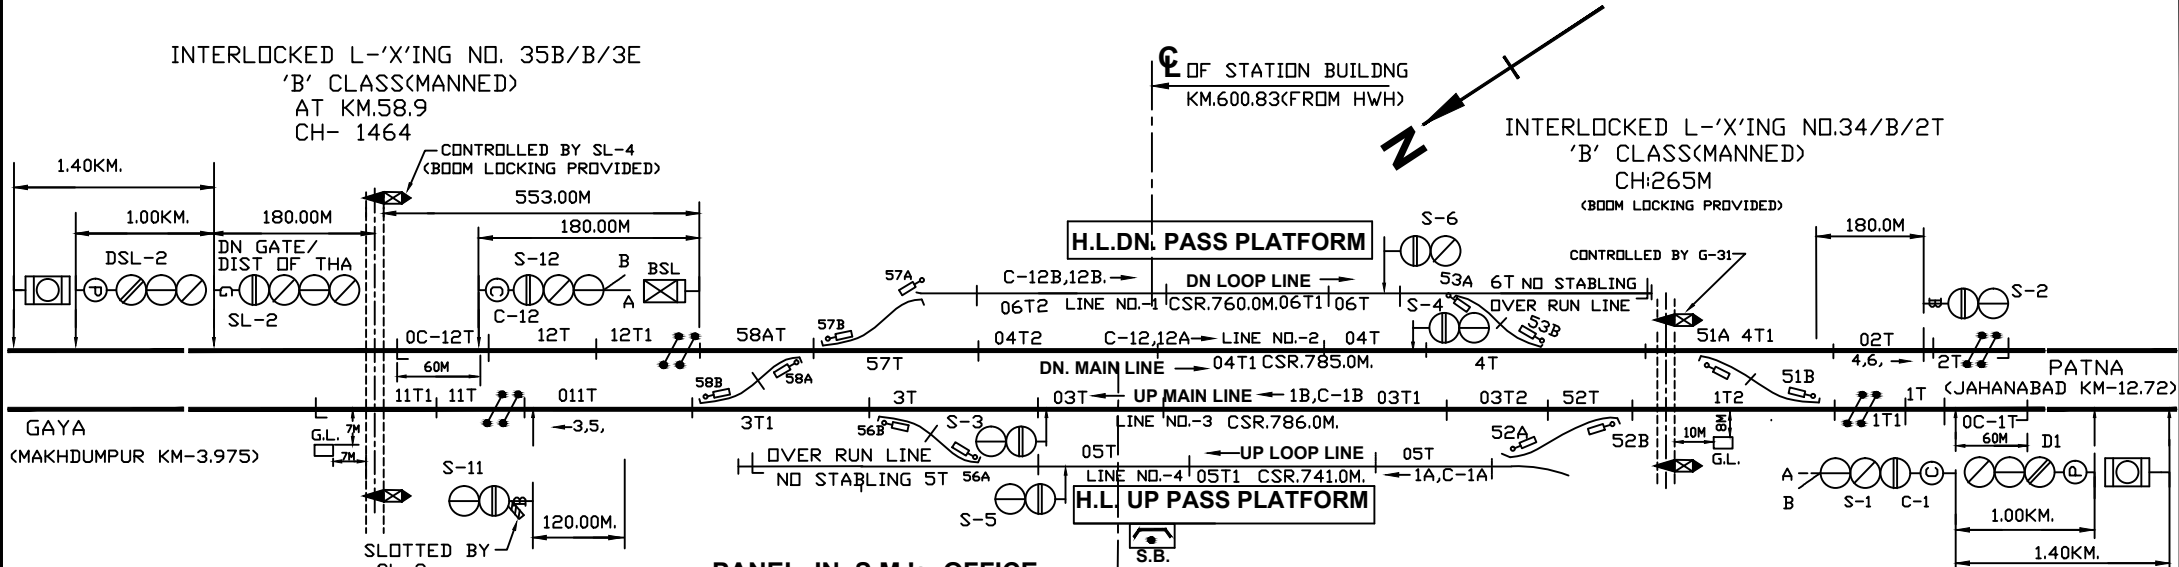 INTERLOCKED L-'X'ING NO. 35B/B/3E
'B' CLASS(MANNED)
AT KM.58.9
CH- 1464
CONTROLLED BY SL-4
(BOOM LOCKING PROVIDED)
℄ OF STATION BUILDNG
KM.600.83(FROM HWH)
N
INTERLOCKED L-'X'ING NO.34/B/2T
'B' CLASS(MANNED)
CH:265M
(BOOM LOCKING PROVIDED)
1.40KM.
1.00KM.
180.00M
553.00M
180.00M
180.0M
DSL-2
P
DN GATE/
DIST OF THA
G
SL-2
S-12
B
A
C
C-12
BSL
H.L.DN. PASS PLATFORM
S-6
CONTROLLED BY G-31
S-2
B
57A
C-12B,12B.
DN LOOP LINE
53A
6T NO STABLING
06T2
LINE NO.-1
CSR.760.0M.
06T1
06T
S-4
OVER RUN LINE
57B
53B
0C-12T
12T
12T1
58AT
04T2
C-12,12A
LINE NO.-2
04T
51A
4T1
02T
60M
57T
DN. MAIN LINE
04T1
CSR.785.0M.
4T
4,6,
2T
PATNA
(JAHANABAD KM-12.72)
58B
58A
51B
11T1
11T
011T
3T
03T
UP MAIN LINE
1B,C-1B
03T1
03T2
52T
1T2
1T
GAYA
(MAKHDUMPUR KM-3.975)
G.L.
7M
7M
3,5,
3T1
56B
S-3
LINE NO.-3
CSR.786.0M.
52A
52B
8M
10M
G.L.
1T1
0C-1T
60M
D1
OVER RUN LINE
NO STABLING 5T
56A
05T
UP LOOP LINE
05T
LINE NO.-4
05T1
CSR.741.0M.
1A,C-1A
S-11
B
120.00M.
S-5
H.L. UP PASS PLATFORM
S.B.
A
B
S-1
C-1
C
P
1.00KM.
1.40KM.
SLOTTED BY
PANEL IN S.M.'s OFFICE